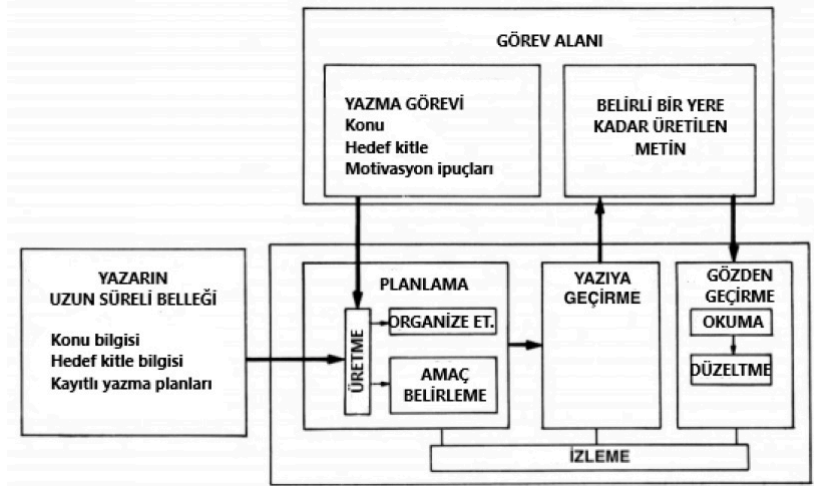 GÖREV ALANI
YAZMA GÖREVİ
Konu
Hedef kitle
Motivasyon ipuçları
BELİRLİ BİR YERE
KADAR ÜRETİLEN
METİN
YAZARIN
UZUN SÜRELİ BELLEĞİ
Konu bilgisi
Hedef kitle bilgisi
Kayıtlı yazma planları
PLANLAMA
ÜRETME
ORGANİZE ET.
AMAÇ
BELİRLEME
YAZIYA
GEÇİRME
GÖZDEN
GEÇİRME
OKUMA
DÜZELTME
İZLEME